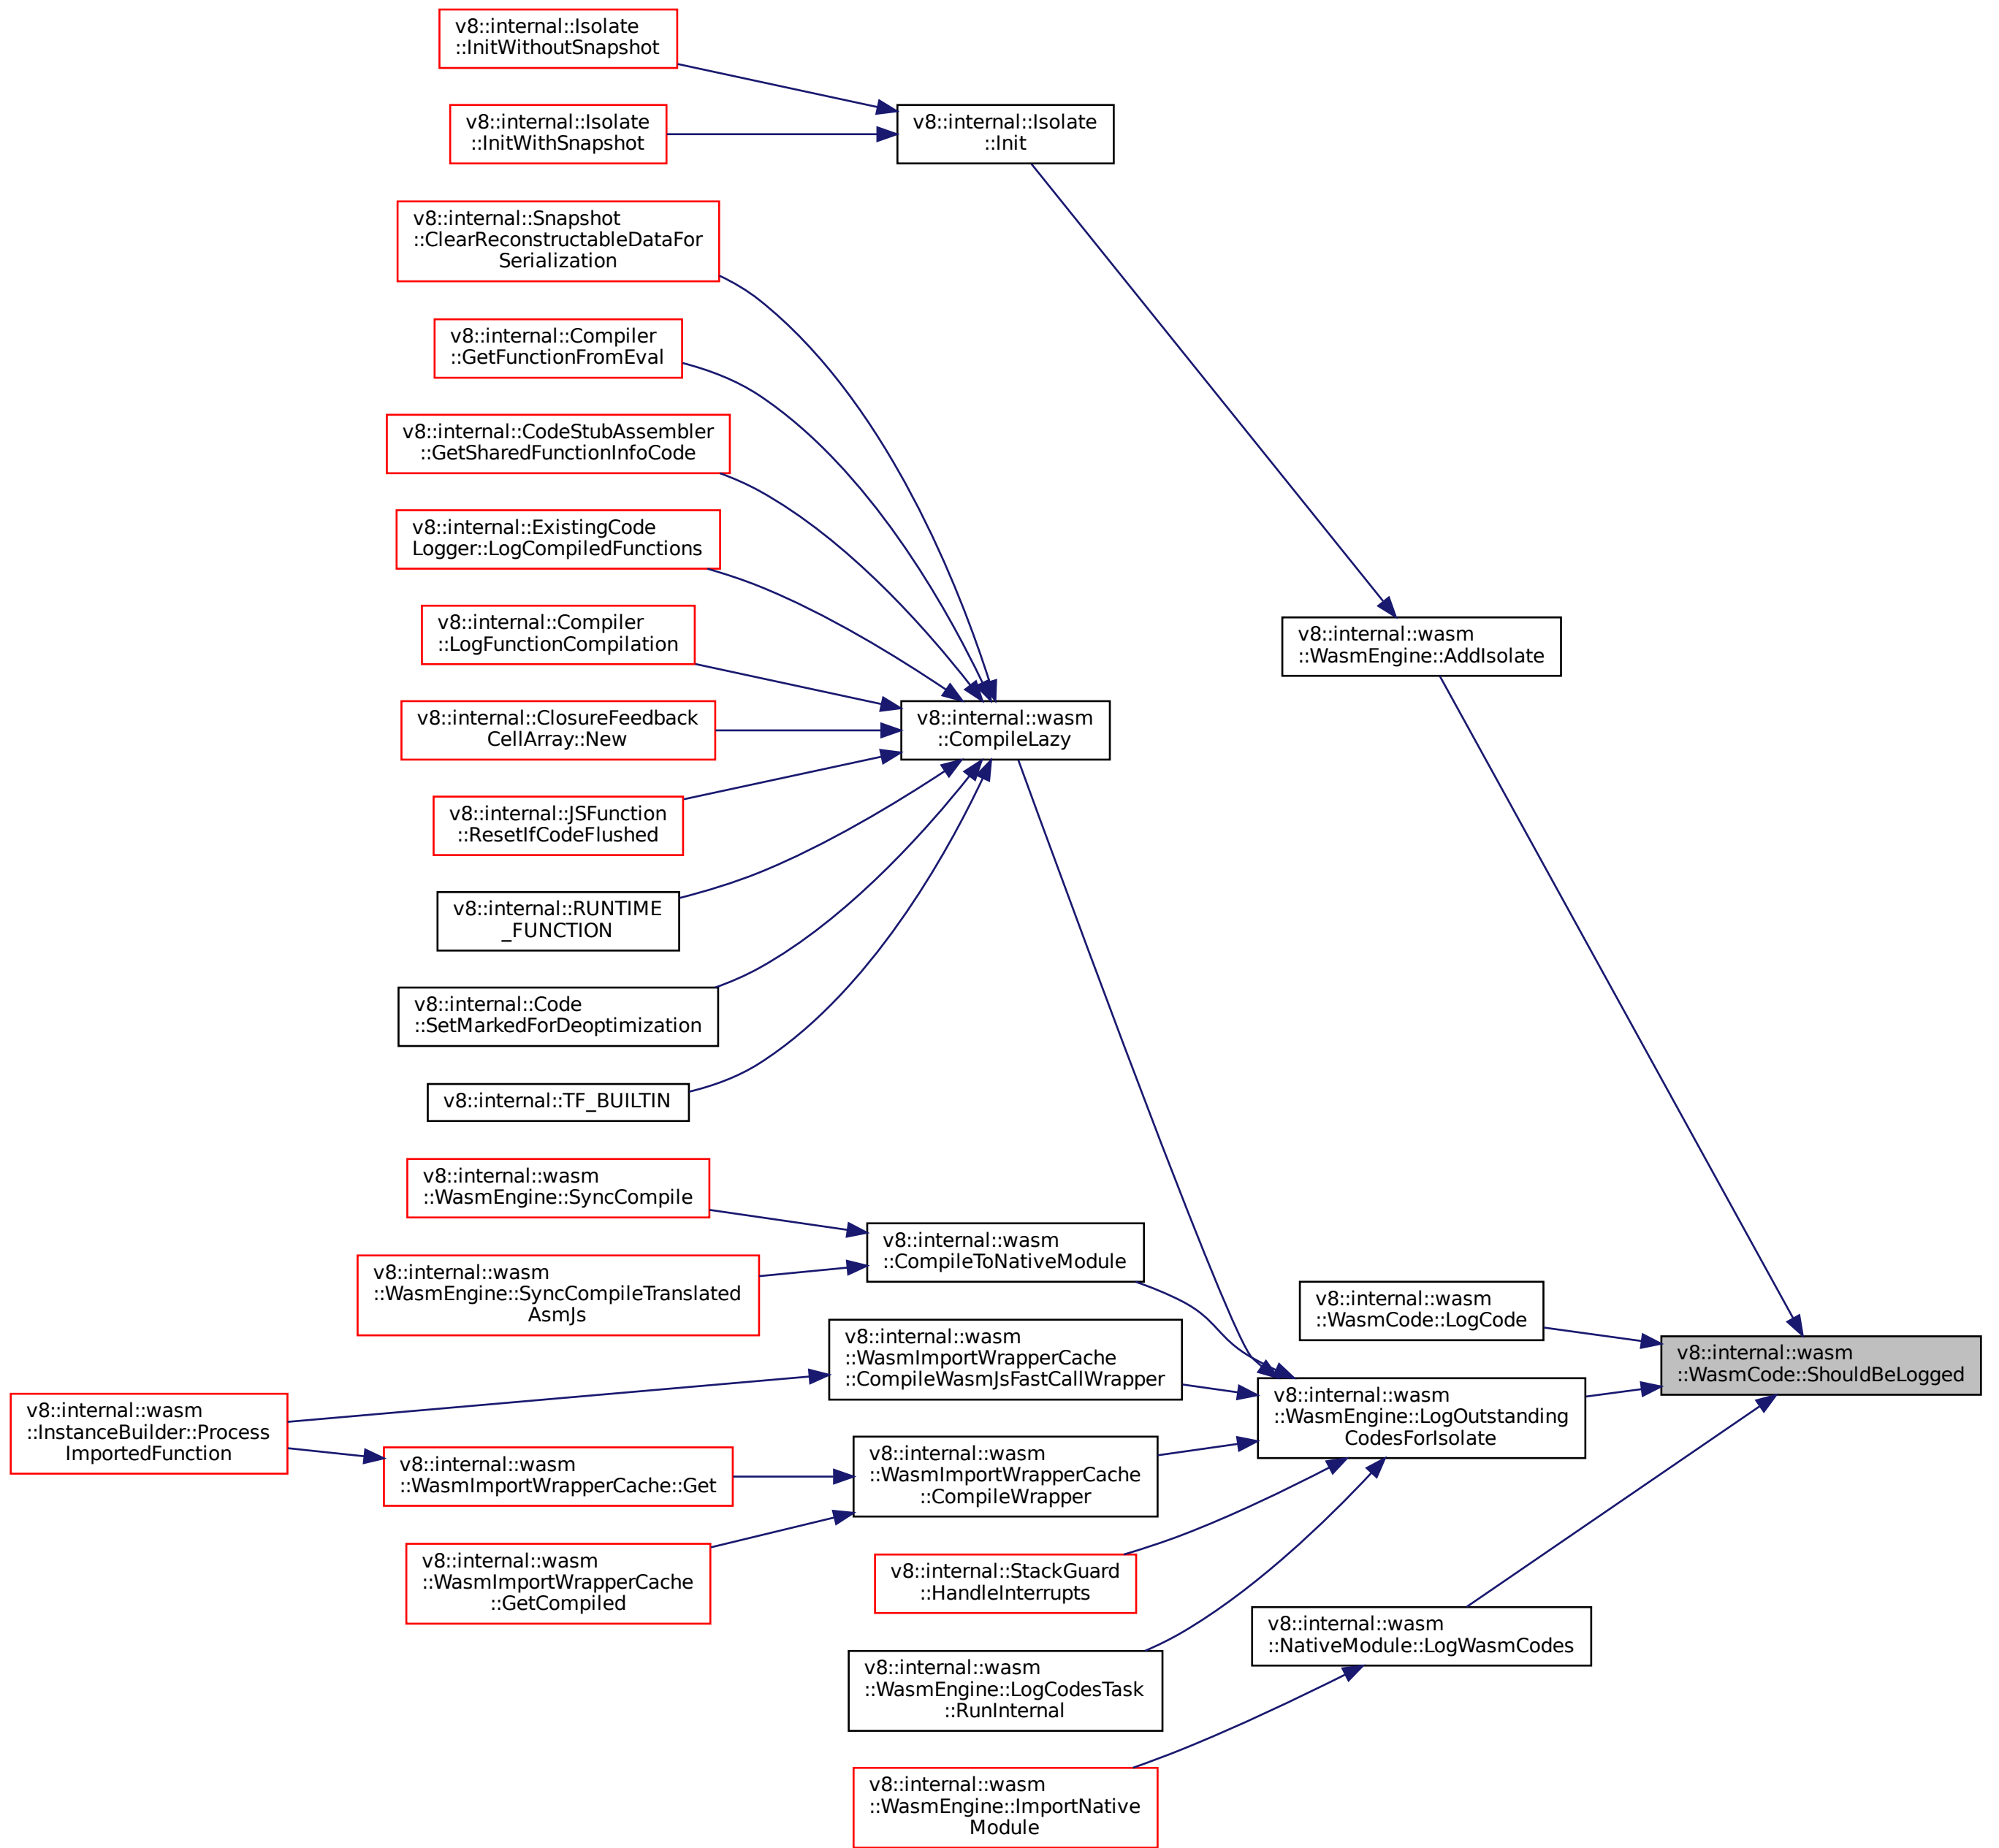 v8::internal::Isolate
::InitWithoutSnapshot
v8::internal::Isolate
::InitWithSnapshot
v8::internal::Isolate
::Init
v8::internal::Snapshot
::ClearReconstructableDataFor
Serialization
v8::internal::Compiler
::GetFunctionFromEval
v8::internal::CodeStubAssembler
::GetSharedFunctionInfoCode
v8::internal::ExistingCode
Logger::LogCompiledFunctions
v8::internal::Compiler
::LogFunctionCompilation
v8::internal::wasm
::WasmEngine::AddIsolate
v8::internal::ClosureFeedback
CellArray::New
v8::internal::wasm
::CompileLazy
v8::internal::JSFunction
::ResetIfCodeFlushed
v8::internal::RUNTIME
_FUNCTION
v8::internal::Code
::SetMarkedForDeoptimization
v8::internal::TF_BUILTIN
v8::internal::wasm
::WasmEngine::SyncCompile
v8::internal::wasm
::CompileToNativeModule
v8::internal::wasm
::WasmEngine::SyncCompileTranslated
AsmJs
v8::internal::wasm
::WasmCode::LogCode
v8::internal::wasm
::WasmImportWrapperCache
::CompileWasmJsFastCallWrapper
v8::internal::wasm
::WasmCode::ShouldBeLogged
v8::internal::wasm
::WasmEngine::LogOutstanding
CodesForIsolate
v8::internal::wasm
::InstanceBuilder::Process
ImportedFunction
v8::internal::wasm
::WasmImportWrapperCache::Get
v8::internal::wasm
::WasmImportWrapperCache
::CompileWrapper
v8::internal::wasm
::WasmImportWrapperCache
::GetCompiled
v8::internal::StackGuard
::HandleInterrupts
v8::internal::wasm
::NativeModule::LogWasmCodes
v8::internal::wasm
::WasmEngine::LogCodesTask
::RunInternal
v8::internal::wasm
::WasmEngine::ImportNative
Module